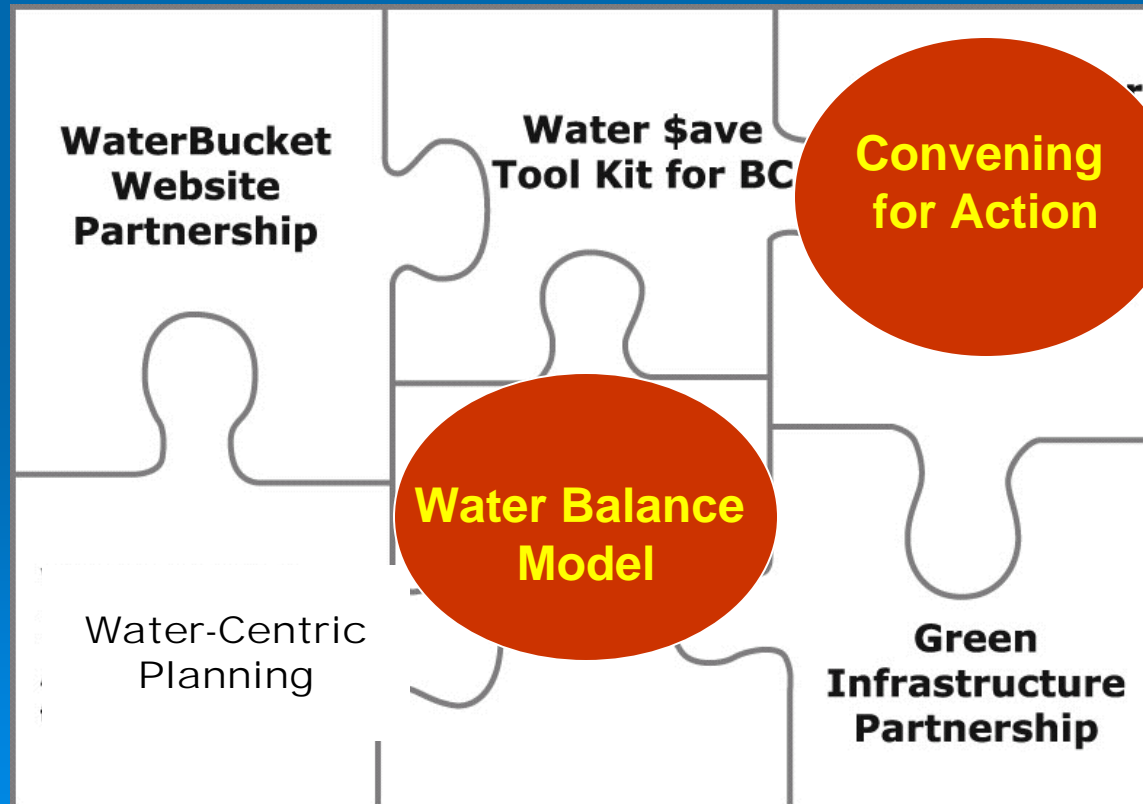 WaterBucket
Website
Partnership
Water $ave
Tool Kit for BC
Convening
for Action
Water Balance
Model
Water-Centric
Planning
Green
Infrastructure
Partnership